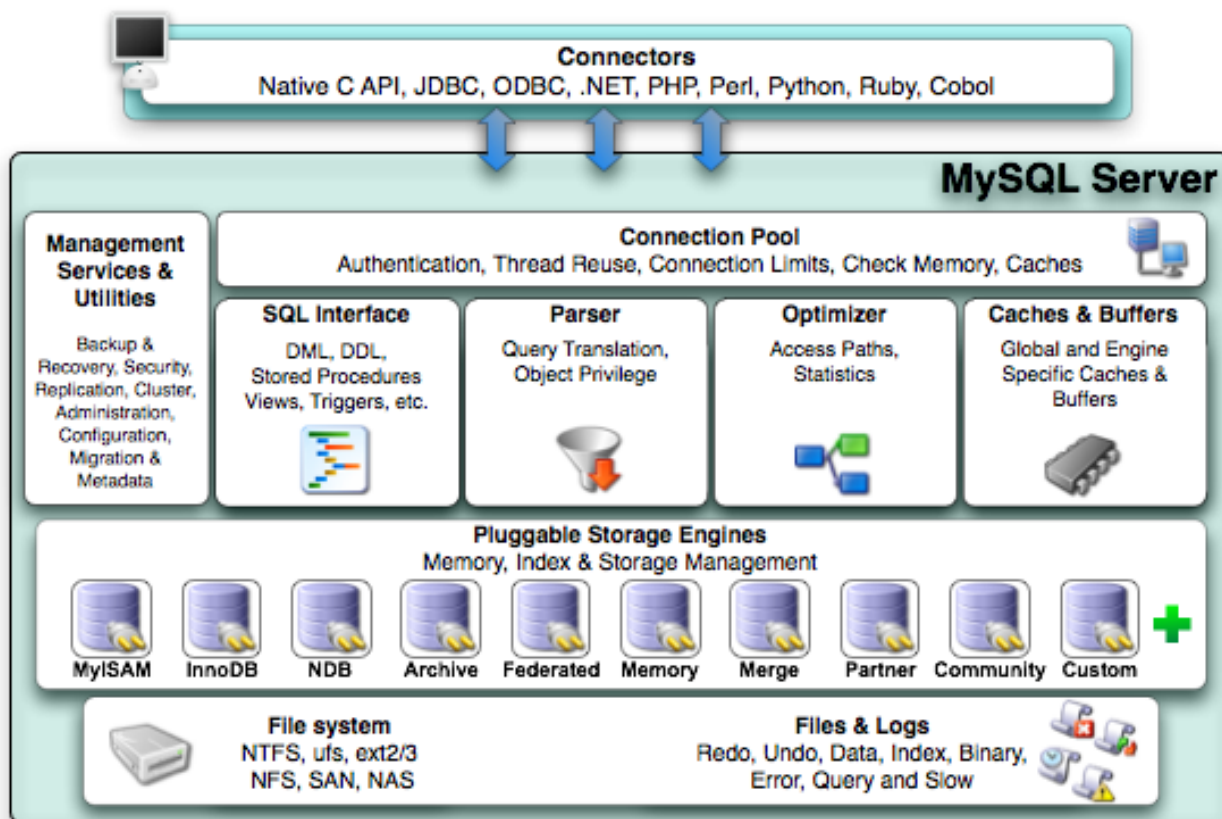 Connectors
Native C API, JDBC, ODBC, .NET, PHP, Perl, Python, Ruby, Cobol
MySQL Server
Management
Services &
Utilities
Backup &
Recovery, Security,
Replication, Cluster,
Administration,
Configuration,
Migration &
Metadata
Connection Pool
Authentication, Thread Reuse, Connection Limits, Check Memory, Caches
SQL Interface
DML, DDL,
Stored Procedures
Views, Triggers, etc.
Parser
Query Translation,
Object Privilege
Optimizer
Access Paths,
Statistics
Caches & Buffers
Global and Engine
Specific Caches &
Buffers
Pluggable Storage Engines
Memory, Index & Storage Management
MyISAM
InnoDB
NDB
Archive
Federated
Memory
Merge
Partner
Community
Custom
File system
NTFS, ufs, ext2/3
NFS, SAN, NAS
Files & Logs
Redo, Undo, Data, Index, Binary,
Error, Query and Slow